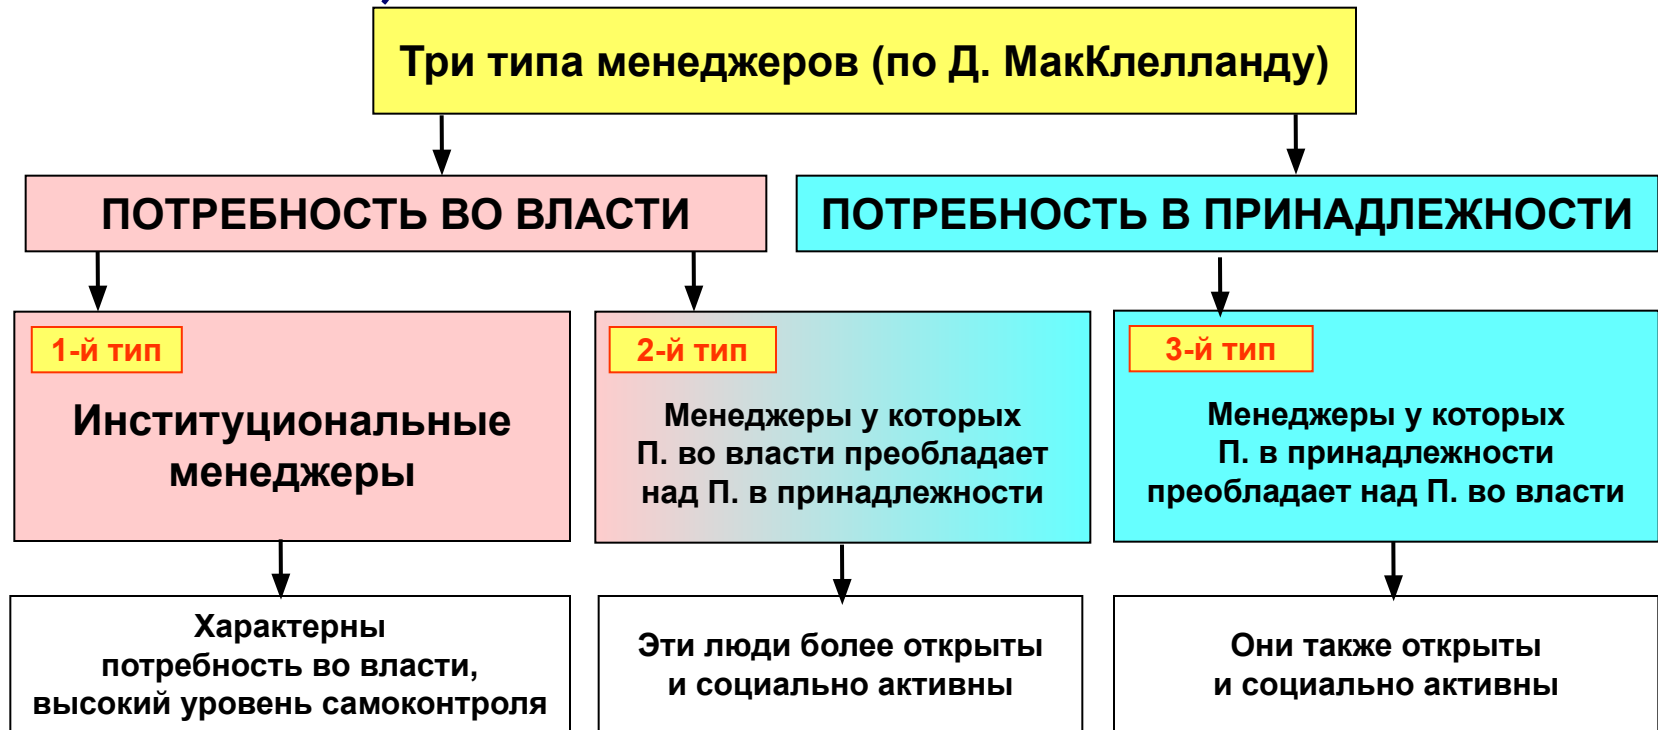 Три типа менеджеров (по Д. МакКлелланду)
ПОТРЕБНОСТЬ ВО ВЛАСТИ
ПОТРЕБНОСТЬ В ПРИНАДЛЕЖНОСТИ
1-й тип
Институциональные
менеджеры
2-й тип
Менеджеры у которых
П. во власти преобладает
над П. в принадлежности
3-й тип
Менеджеры у которых
П. в принадлежности
преобладает над П. во власти
Характерны
потребность во власти,
высокий уровень самоконтроля
Эти люди более открыты
и социально активны
Они также открыты
и социально активны